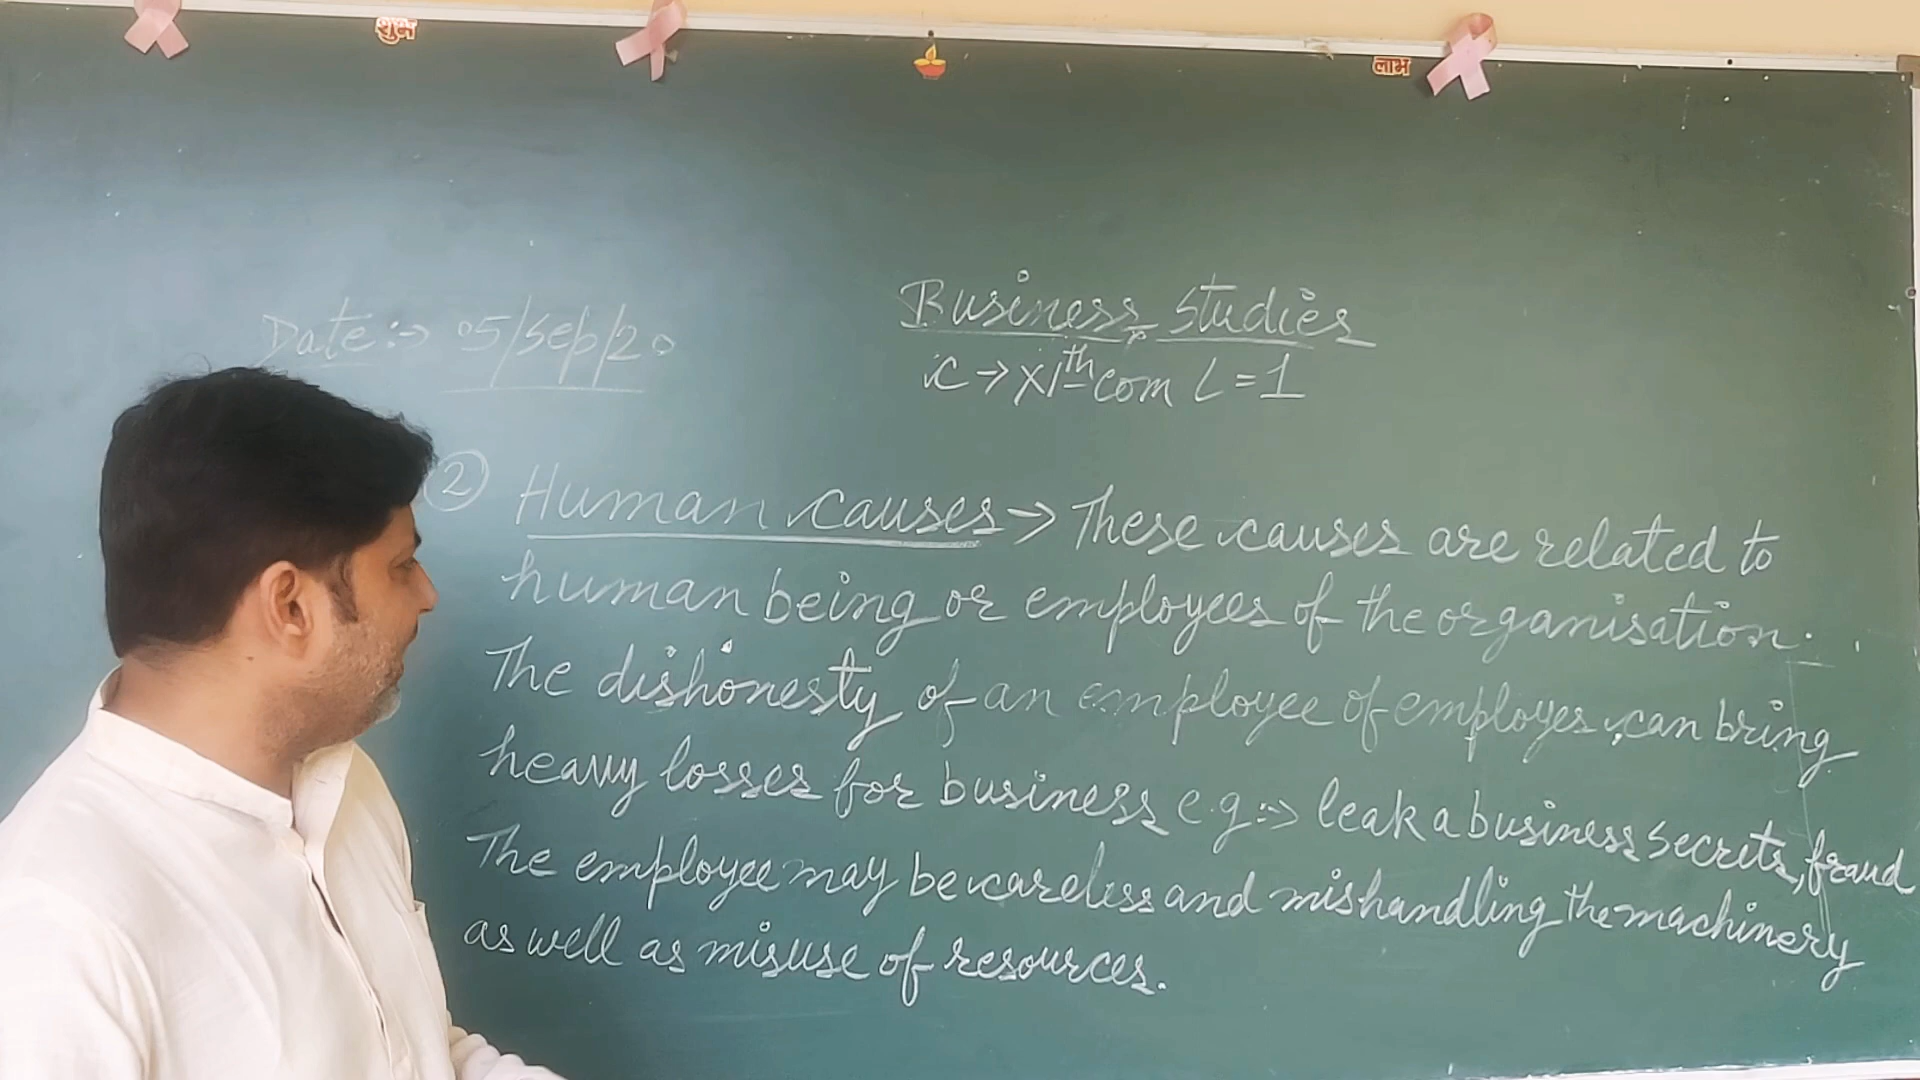 शुभ
लाभ
Business Studies
Date:→ 05/Sep/20
C → XIth com L = 1
② Human causes → These causes are related to
human being or employees of the organisation.
The dishonesty of an employee of employes can bring
heavy losses for business e.g:→ leak a business secrets, fraud
The employee may be careless and mishandling the machinery
as well as misuse of resources.